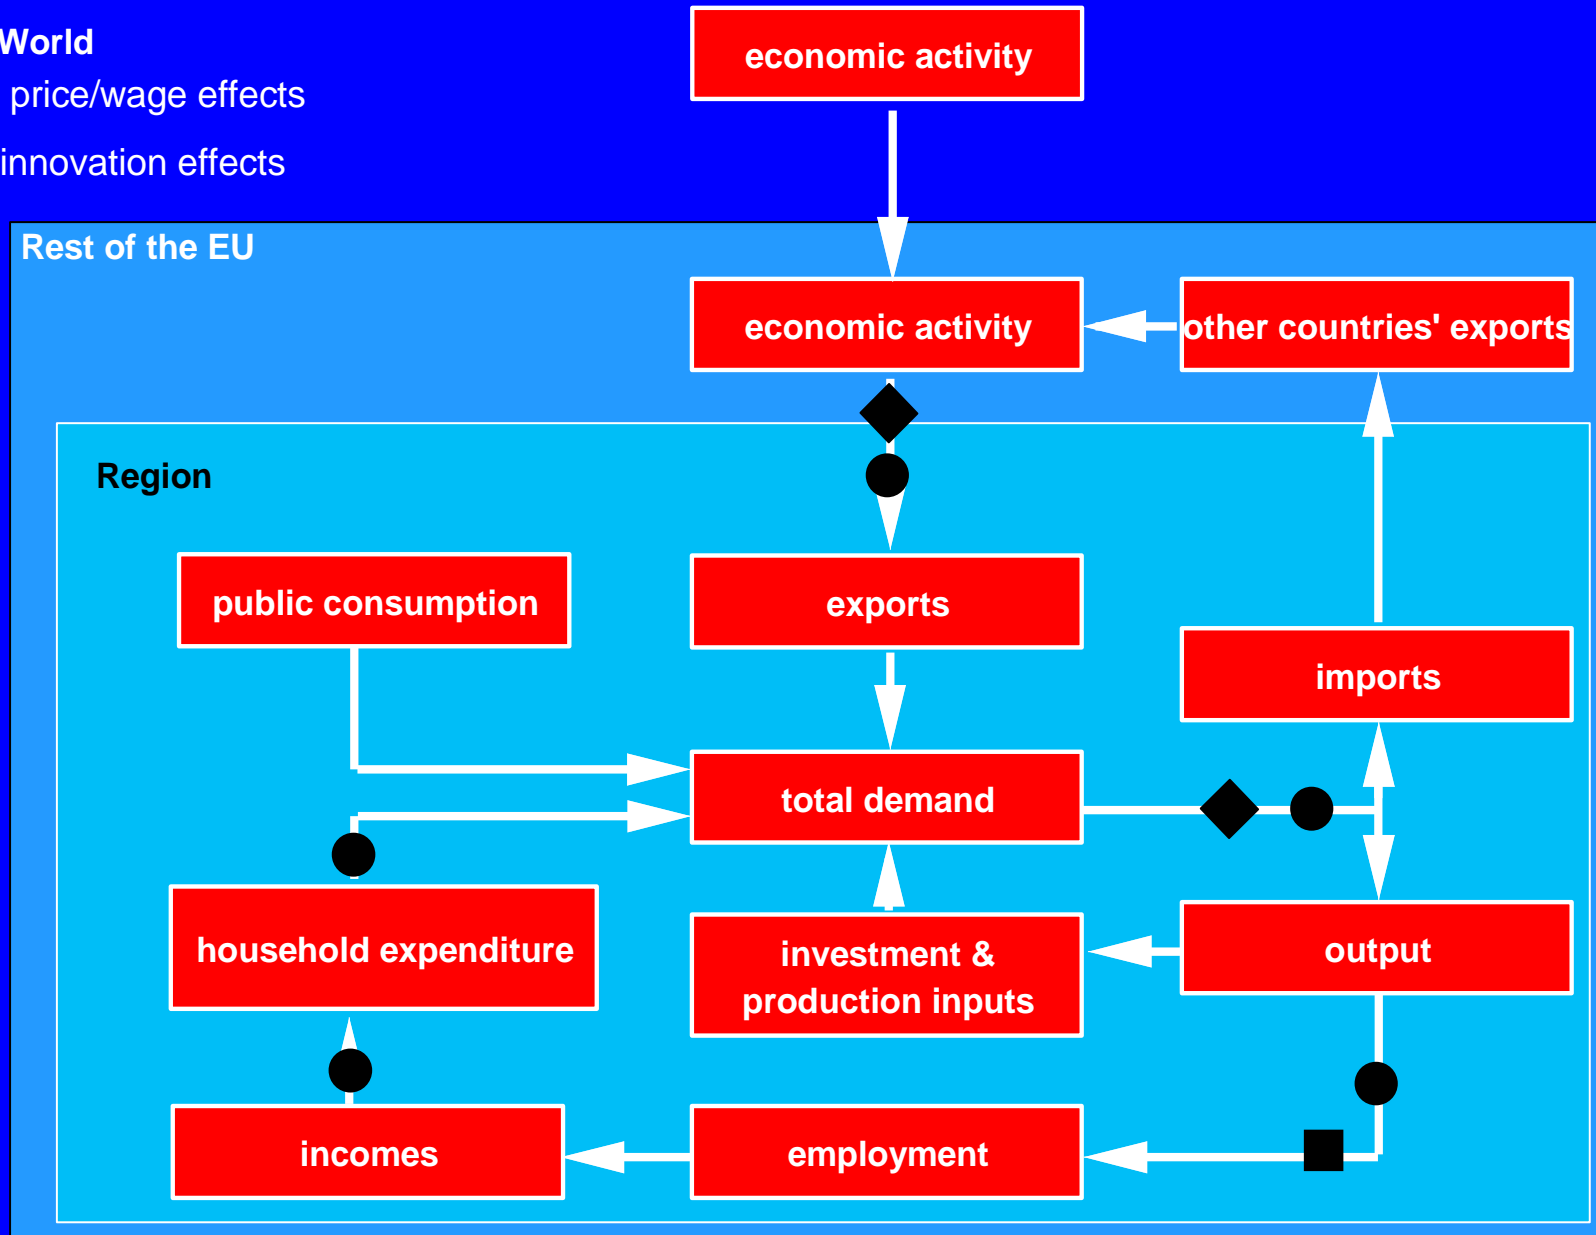 World
economic activity
price/wage effects
innovation effects
Rest of the EU
economic activity
other countries' exports
Region
public consumption
exports
imports
total demand
household expenditure
investment &
production inputs
output
incomes
employment